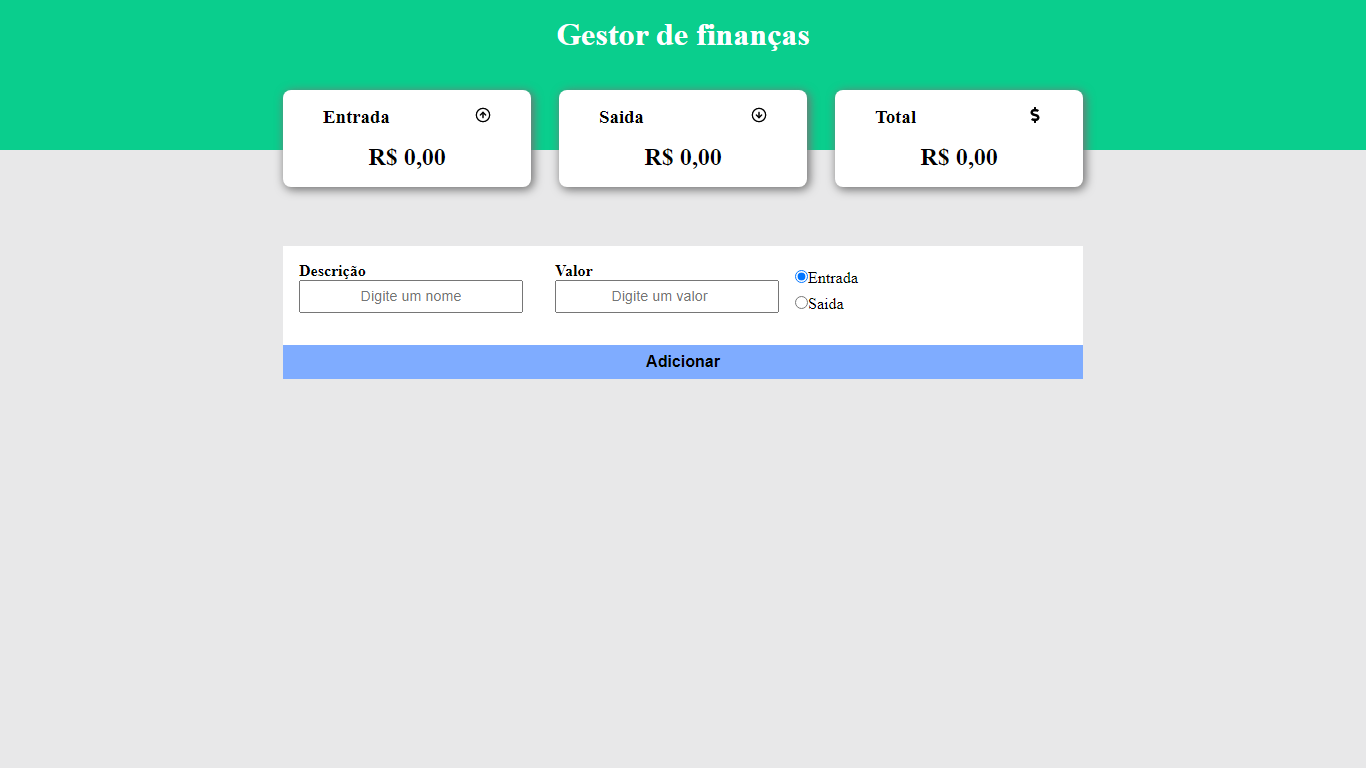 Gestor de finanças
Entrada
R$ 0,00
Saida
R$ 0,00
Total
R$ 0,00
Descrição
Digite um nome
Valor
Digite um valor
Entrada
Saida
Adicionar